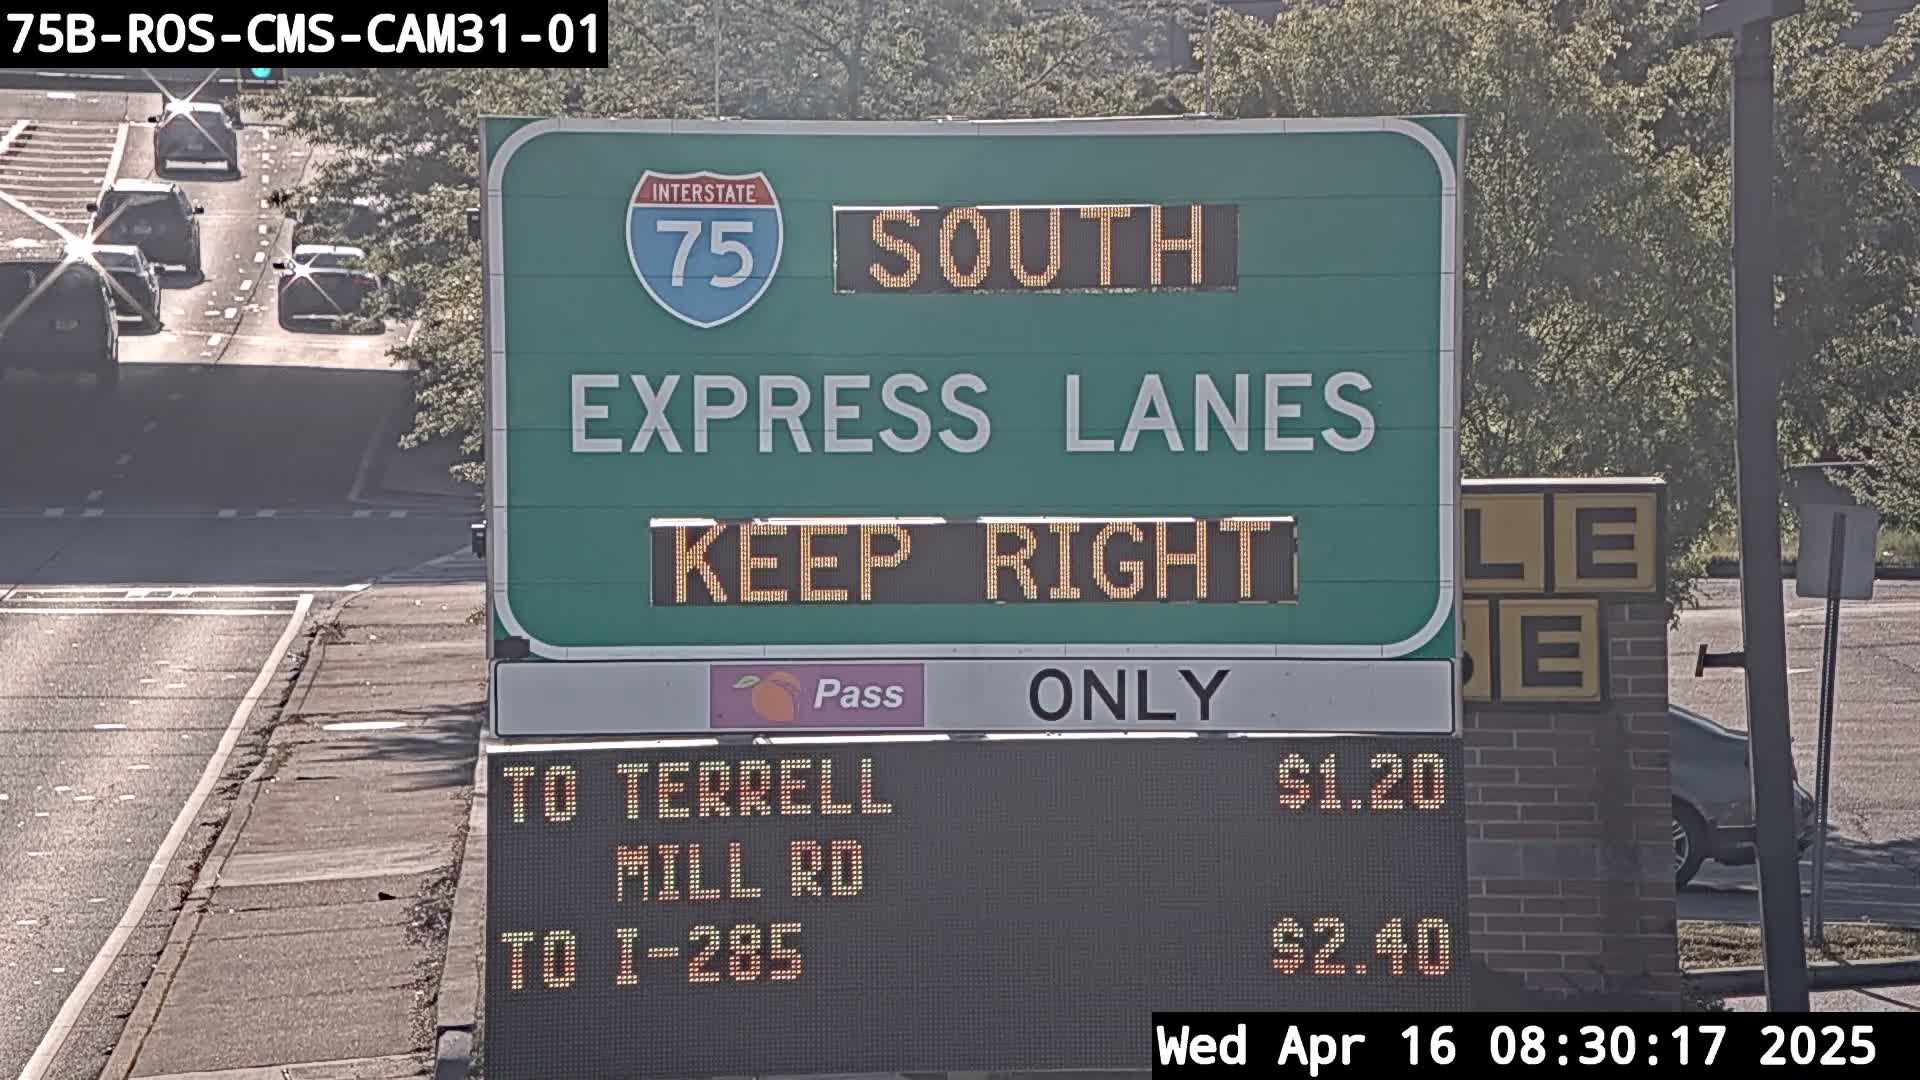 75B-ROS-CMS-CAM31-01
INTERSTATE
75
SOUTH
EXPRESS LANES
KEEP RIGHT
Pass ONLY
TO TERRELL $1.20
MILL RD
TO I-285 $2.40
LE
E
Wed Apr 16 08:30:17 2025